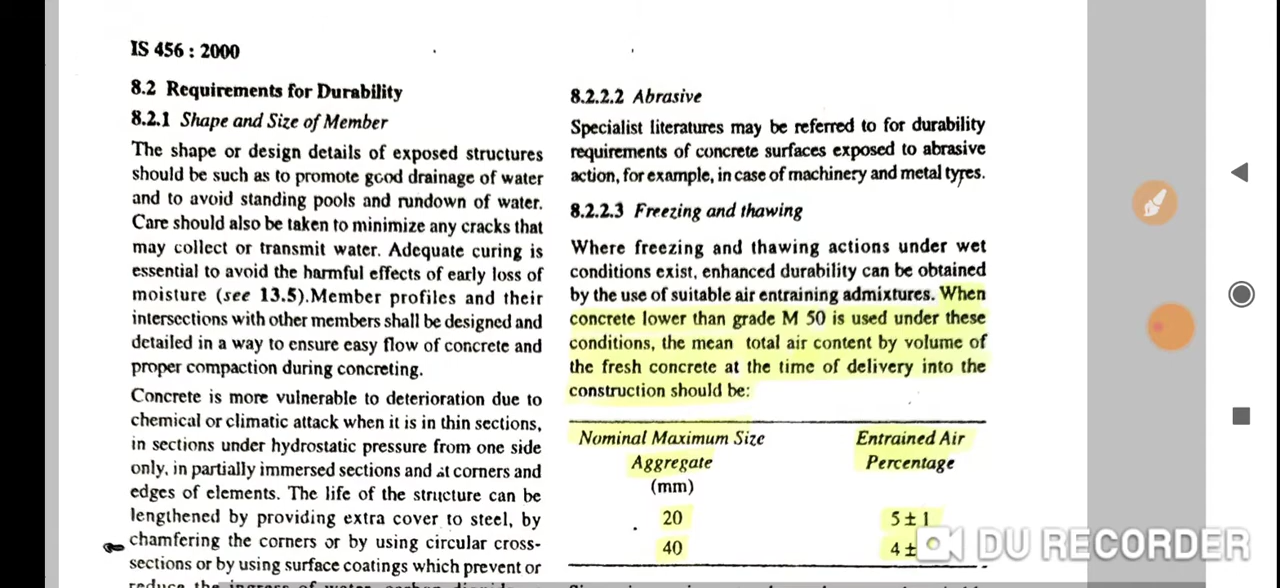 IS 456 : 2000
8.2 Requirements for Durability
8.2.1 Shape and Size of Member
The shape or design details of exposed structures
should be such as to promote good drainage of water
and to avoid standing pools and rundown of water.
Care should also be taken to minimize any cracks that
may collect or transmit water. Adequate curing is
essential to avoid the harmful effects of early loss of
moisture (see 13.5).Member profiles and their
intersections with other members shall be designed and
detailed in a way to ensure easy flow of concrete and
proper compaction during concreting.
Concrete is more vulnerable to deterioration due to
chemical or climatic attack when it is in thin sections,
in sections under hydrostatic pressure from one side
only, in partially immersed sections and at corners and
edges of elements. The life of the structure can be
lengthened by providing extra cover to steel, by
chamfering the corners or by using circular cross-
sections or by using surface coatings which prevent or
8.2.2.2 Abrasive
Specialist literatures may be referred to for durability
requirements of concrete surfaces exposed to abrasive
action, for example, in case of machinery and metal tyres.
8.2.2.3 Freezing and thawing
Where freezing and thawing actions under wet
conditions exist, enhanced durability can be obtained
by the use of suitable air entraining admixtures. When
concrete lower than grade M 50 is used under these
conditions, the mean total air content by volume of
the fresh concrete at the time of delivery into the
construction should be:
Nominal Maximum Size Entrained Air
Aggregate Percentage
(mm)
20 5 ± 1
40 4 ±
DU RECORDER